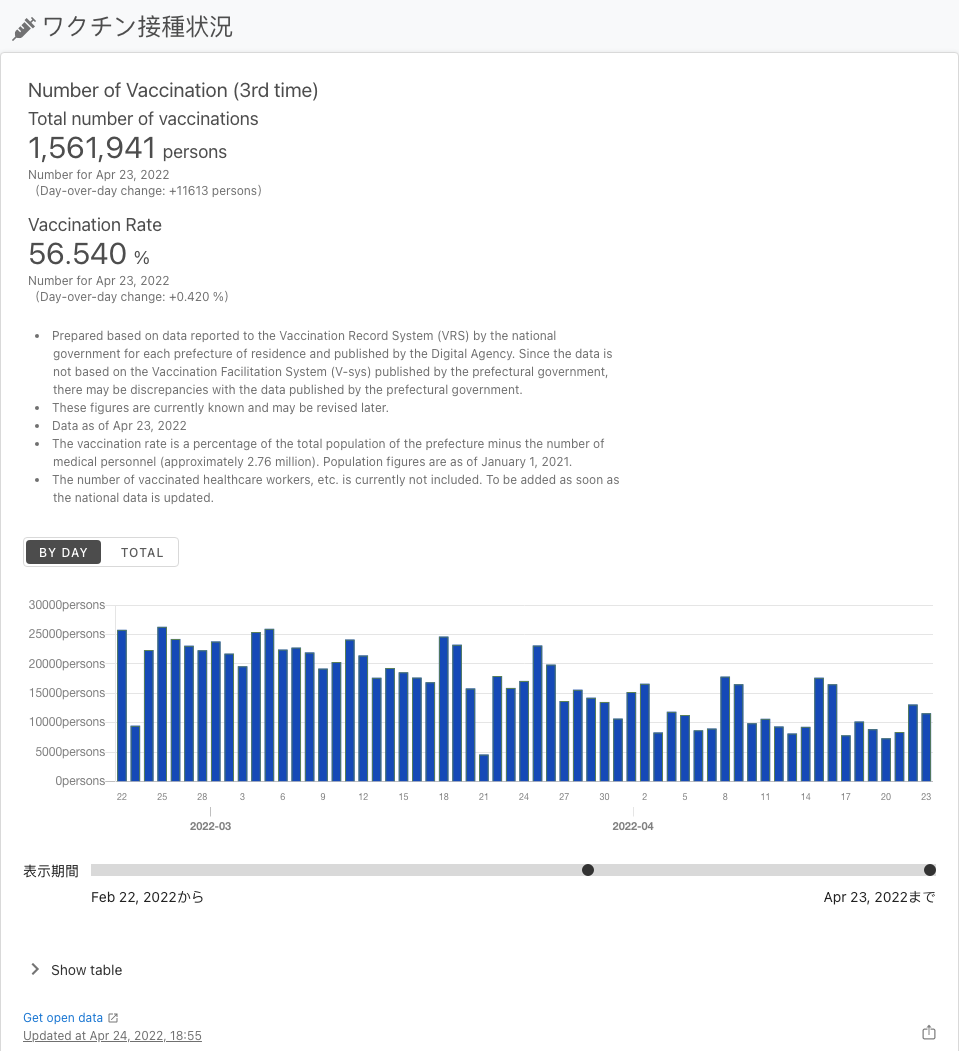 ワクチン接種状況
Number of Vaccination (3rd time)
Total number of vaccinations
1,561,941 persons
Number for Apr 23, 2022
(Day-over-day change: +11613 persons)
Vaccination Rate
56.540 %
Number for Apr 23, 2022
(Day-over-day change: +0.420 %)
• Prepared based on data reported to the Vaccination Record System (VRS) by the national
government for each prefecture of residence and published by the Digital Agency. Since the data is
not based on the Vaccination Facilitation System (V-sys) published by the prefectural government,
there may be discrepancies with the data published by the prefectural government.
• These figures are currently known and may be revised later.
• Data as of Apr 23, 2022
• The vaccination rate is a percentage of the total population of the prefecture minus the number of
medical personnel (approximately 2.76 million). Population figures are as of January 1, 2021.
• The number of vaccinated healthcare workers, etc. is currently not included. To be added as soon as
the national data is updated.
BY DAY TOTAL
30000persons
25000persons
20000persons
15000persons
10000persons
5000persons
0persons
22 25 28 3 6 9 12 15 18 21 24 27 30 2 5 8 11 14 17 20 23
2022-03 2022-04
表示期間
Feb 22, 2022から Apr 23, 2022まで
Show table
Get open data
Updated at Apr 24, 2022, 18:55